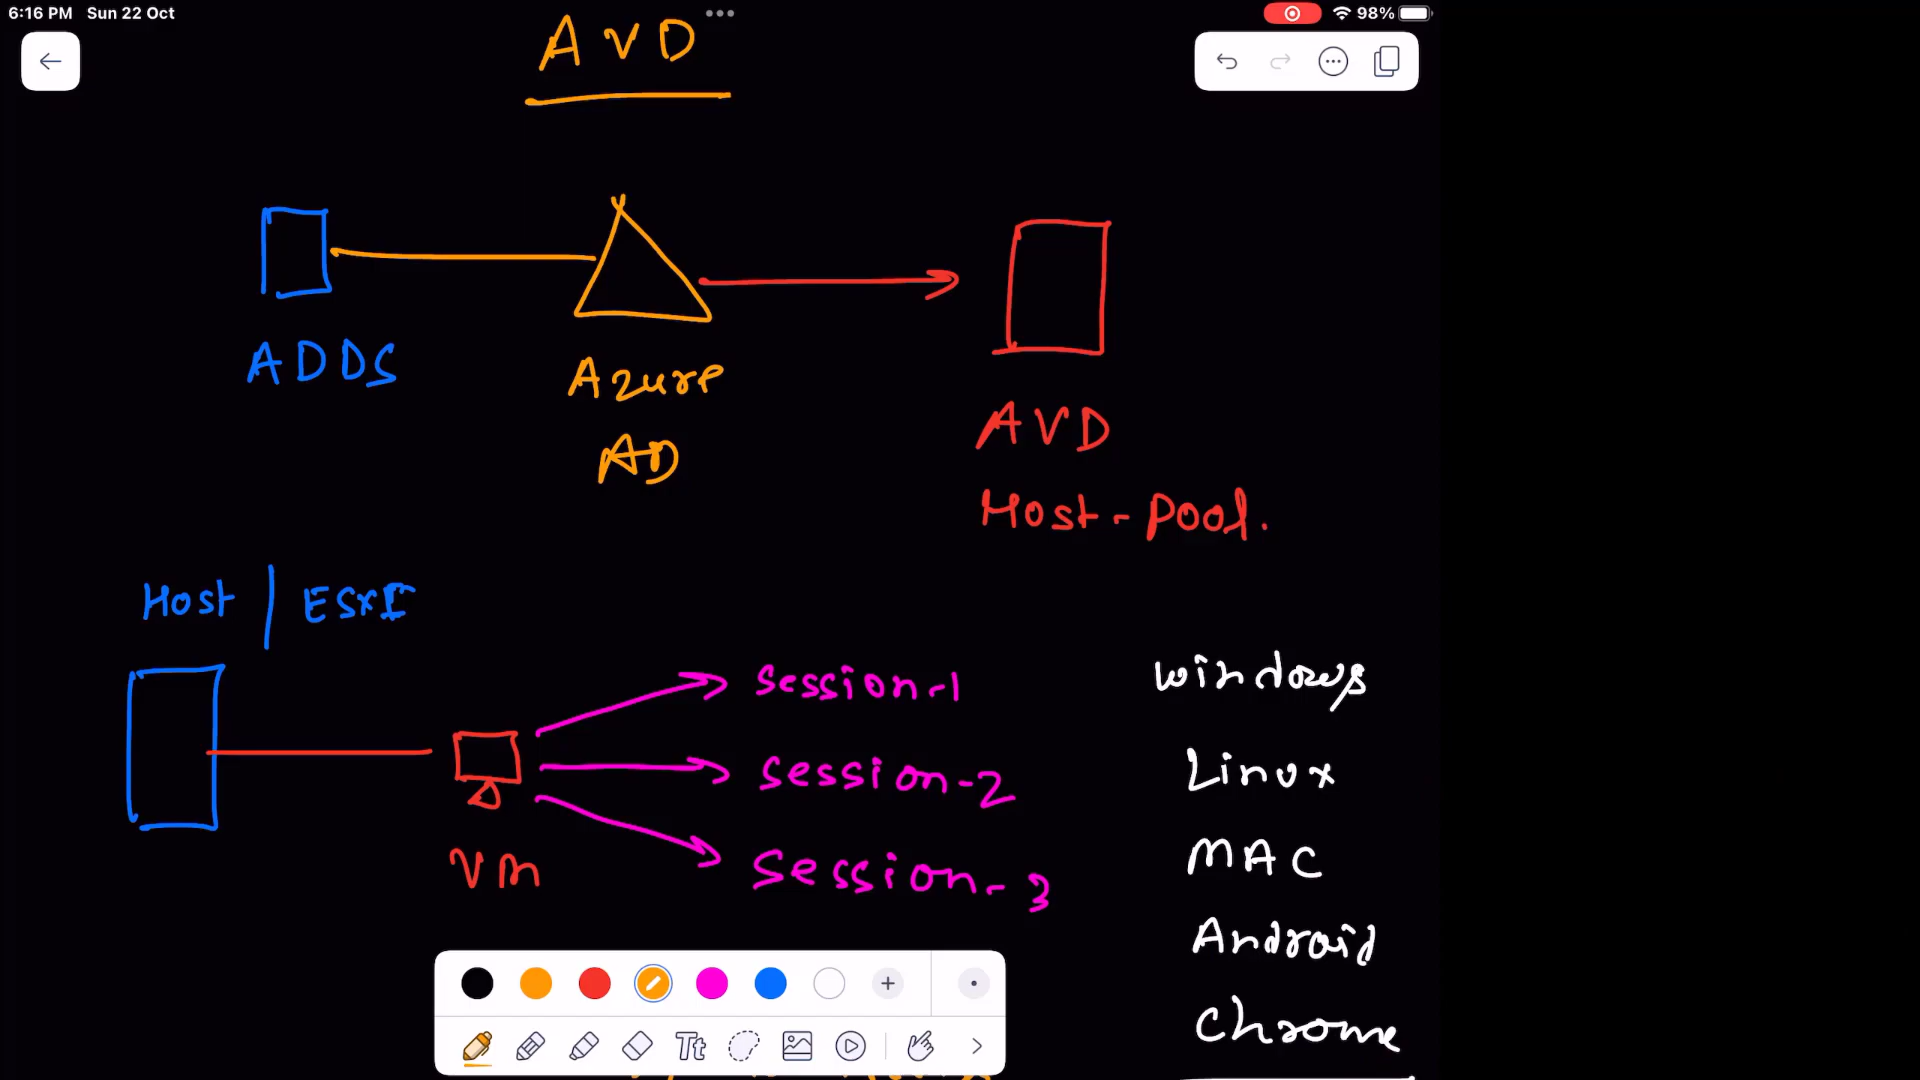 6:16 PM Sun 22 Oct
98%
AVD
ADDS
Azure
AD
AVD
Host-Pool.
Host | ESXI
VM
Session-1
Session-2
Session-3
Windows
Linux
MAC
Android
Chrome
Tt